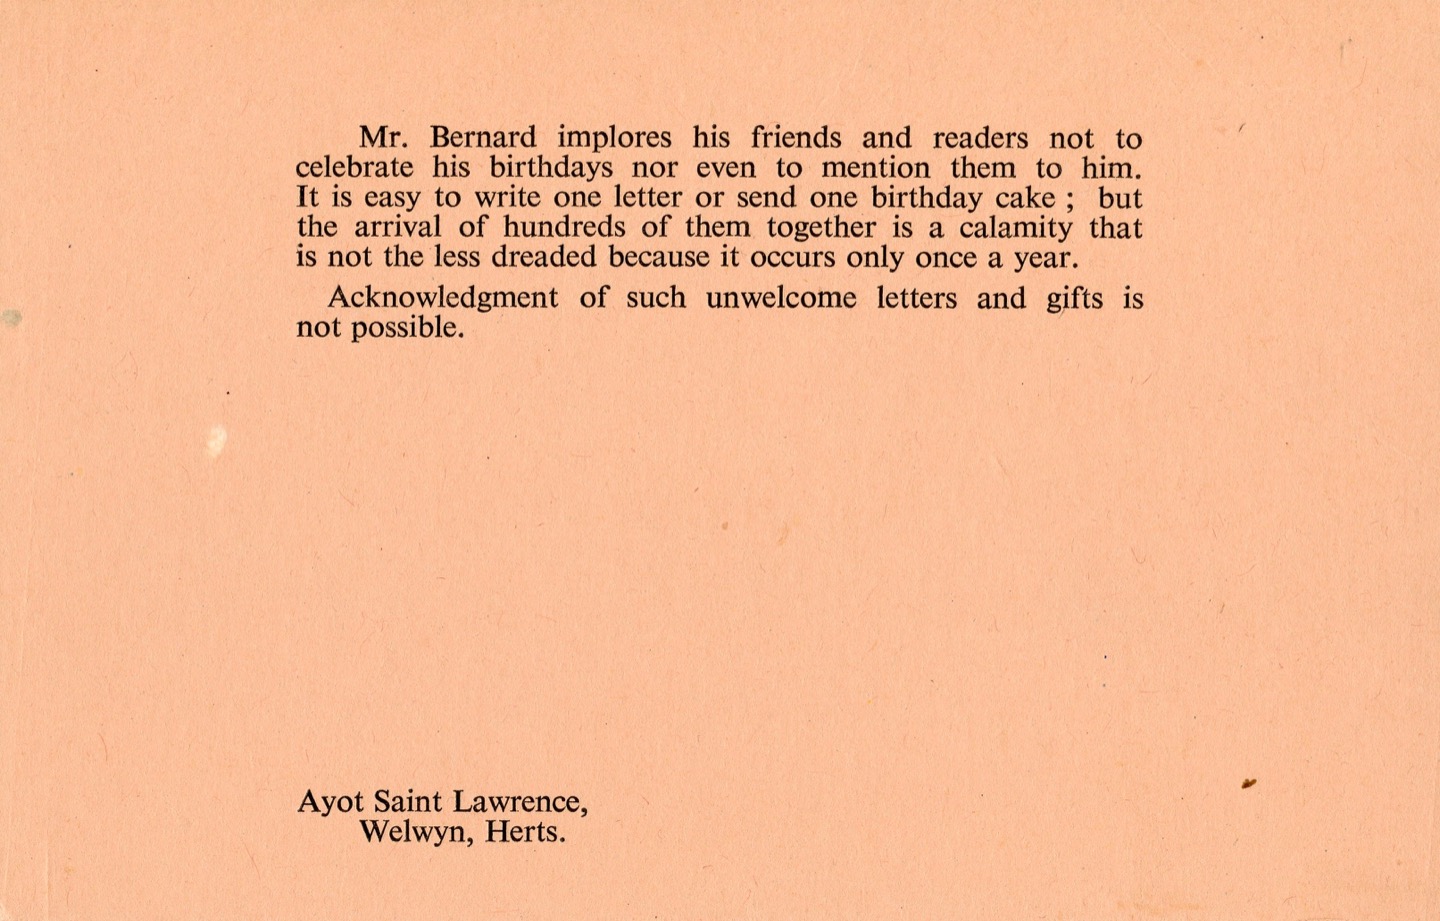 Mr. Bernard implores his friends and readers not to
celebrate his birthdays nor even to mention them to him.
It is easy to write one letter or send one birthday cake ; but
the arrival of hundreds of them together is a calamity that
is not the less dreaded because it occurs only once a year.
Acknowledgment of such unwelcome letters and gifts is
not possible.
Ayot Saint Lawrence,
Welwyn, Herts.